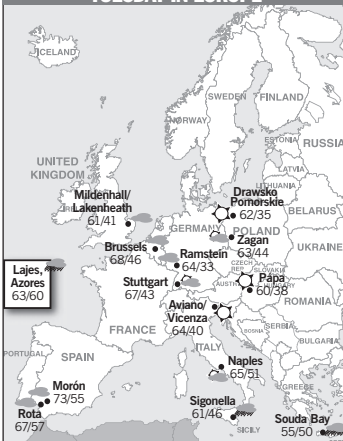 TUESDAY IN EUROPE
ICELAND
SWEDEN
FINLAND
NORWAY
ESTONIA
RUSSIA
LATVIA
LITHUANIA
UNITED
KINGDOM
Mildenhall/
Lakenheath
61/41
Drawsko
Pomorskie
62/35
BELARUS
GERMANY
POLAND
Zagan
63/44
UKRAINE
Brussels
68/46
Ramstein
64/33
CZECH
REP.
SLOVAKIA
Lajes,
Azores
63/60
Stuttgart
67/43
Pápa
60/38
ROMANIA
Aviano/
Vicenza
64/40
FRANCE
BOSNIA
SERBIA
BULGARIA
ITALY
PORTUGAL
SPAIN
Naples
65/51
Morón
73/55
Rota
67/57
Sigonella
61/46
GREECE
SICILY
Souda Bay
55/50